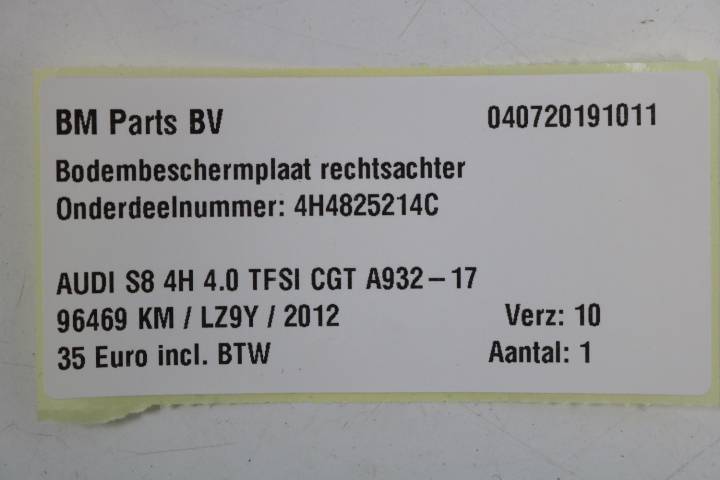 BM Parts BV 040720191011
Bodembeschermplaat rechtsachter
Onderdeelnummer: 4H4825214C
AUDI S8 4H 4.0 TFSI CGT A932-17
96469 KM / LZ9Y / 2012 Verz: 10
35 Euro incl. BTW Aantal: 1